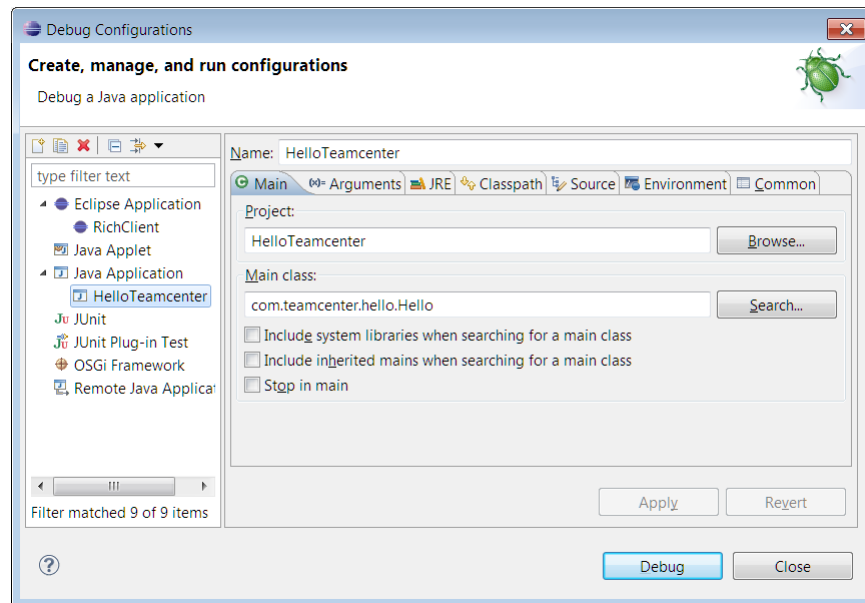 Debug Configurations
Create, manage, and run configurations
Debug a Java application
type filter text
Eclipse Application
RichClient
Java Applet
Java Application
HelloTeamcenter
JUnit
JUnit Plug-in Test
OSGi Framework
Remote Java Applicat
Filter matched 9 of 9 items
Name: HelloTeamcenter
Main (x)= Arguments JRE Classpath Source Environment Common
Project:
HelloTeamcenter Browse...
Main class:
com.teamcenter.hello.Hello Search...
Include system libraries when searching for a main class
Include inherited mains when searching for a main class
Stop in main
Apply Revert
? Debug Close